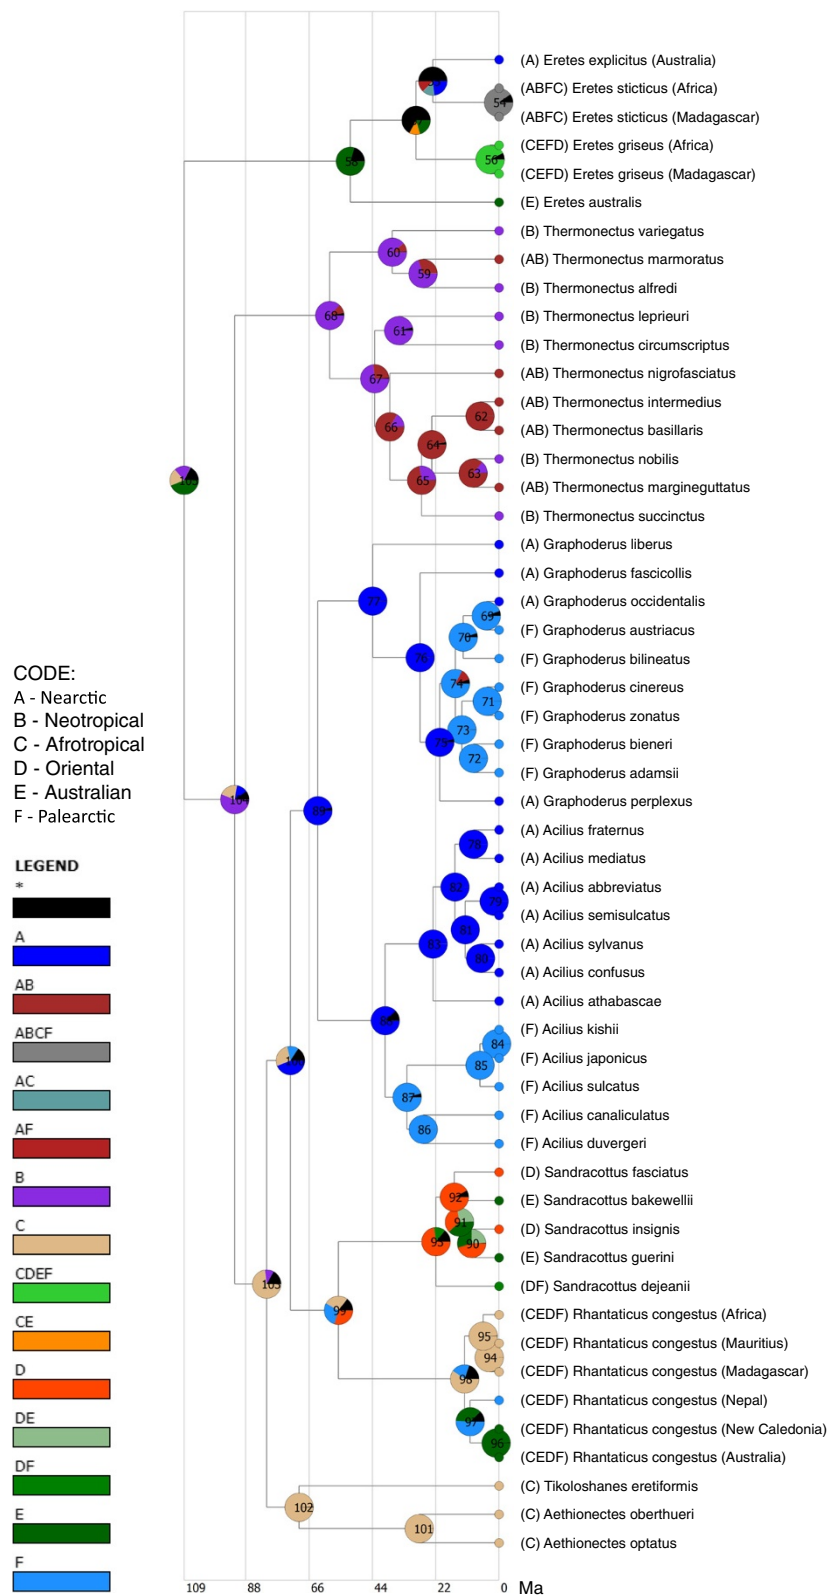 (A) Eretes explicitus (Australia)
(ABFC) Eretes sticticus (Africa)
54
(ABFC) Eretes sticticus (Madagascar)
(CEFD) Eretes griseus (Africa)
56
(CEFD) Eretes griseus (Madagascar)
58
(E) Eretes australis
(B) Thermonectus variegatus
60
(AB) Thermonectus marmoratus
59
(B) Thermonectus alfredi
68
(B) Thermonectus leprieuri
61
(B) Thermonectus circumscriptus
67
(AB) Thermonectus nigrofasciatus
(AB) Thermonectus intermedius
62
66
(AB) Thermonectus basillaris
64
(B) Thermonectus nobilis
63
65
(AB) Thermonectus margineguttatus
(B) Thermonectus succinctus
(A) Graphoderus liberus
(A) Graphoderus fascicollis
77
(A) Graphoderus occidentalis
69
(F) Graphoderus austriacus
70
76
(F) Graphoderus bilineatus
74
(F) Graphoderus cinereus
71
(F) Graphoderus zonatus
73
75
(F) Graphoderus bieneri
72
(F) Graphoderus adamsii
104
(A) Graphoderus perplexus
89
(A) Acilius fraternus
78
(A) Acilius mediatus
82
(A) Acilius abbreviatus
79
(A) Acilius semisulcatus
81
83
(A) Acilius sylvanus
80
(A) Acilius confusus
(A) Acilius athabascae
88
(F) Acilius kishii
84
(F) Acilius japonicus
85
(F) Acilius sulcatus
87
(F) Acilius canaliculatus
86
(F) Acilius duvergeri
(D) Sandracottus fasciatus
92
(E) Sandracottus bakewellii
91
(D) Sandracottus insignis
93
90
(E) Sandracottus guerini
103
(DF) Sandracottus dejeanii
99
(CEDF) Rhantaticus congestus (Africa)
95
(CEDF) Rhantaticus congestus (Mauritius)
94
(CEDF) Rhantaticus congestus (Madagascar)
98
(CEDF) Rhantaticus congestus (Nepal)
97
(CEDF) Rhantaticus congestus (New Caledonia)
96
(CEDF) Rhantaticus congestus (Australia)
(C) Tikoloshanes eretiformis
102
(C) Aethionectes oberthueri
101
(C) Aethionectes optatus
CODE:
A - Nearctic
B - Neotropical
C - Afrotropical
D - Oriental
E - Australian
F - Palearctic
LEGEND
*
A
AB
ABCF
AC
AF
B
C
CDEF
CE
D
DE
DF
E
F
109 88 66 44 22 0 Ma